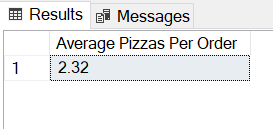 Results Messages
Average Pizzas Per Order
1 2.32